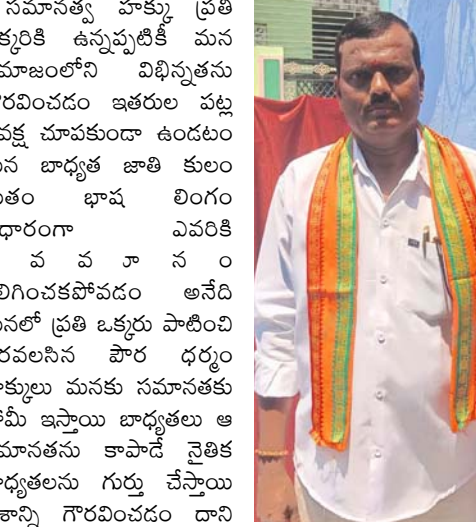 సమానత్వ హక్కు ప్రతి
క్కరికి ఉన్నప్పటికీ మన
మాజంలోని విభిన్నతను
రవించడం ఇతరుల పట్ల
వక్ష చూపకుండా ఉండటం
న బాధ్యత జాతి కులం
తం భాష లింగం
ధారంగా ఎవరికి
వ వ ా న ం
లిగించకపోవడం అనేది
నలో ప్రతి ఒక్కరు పాటించి
రవలసిన పౌర ధర్మం
క్కులు మనకు సమానతకు
మీ ఇస్తాయి బాధ్యతలు ఆ
మానతను కాపాడే నైతిక
ధ్యతలను గుర్తు చేస్తాయి
శాన్ని గౌరవించడం దాని